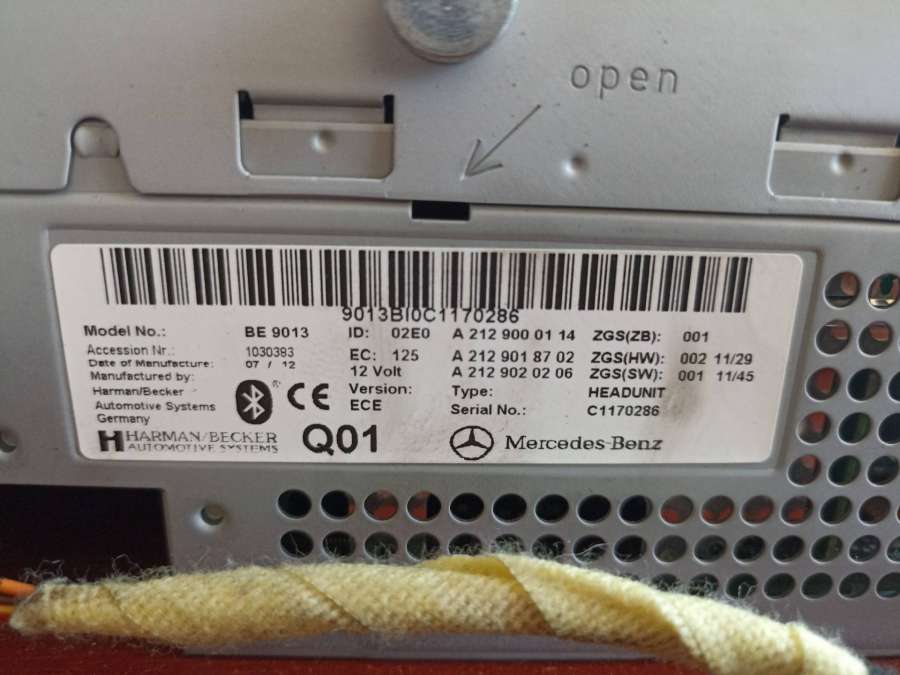 open
9013BI0C1170286
Model No.: BE 9013 ID: 02E0 A 212 900 01 14 ZGS(ZB): 001
Accession Nr.: 1030383 EC: 125 A 212 901 87 02 ZGS(HW): 002 11/29
Date of Manufacture: 07 / 12 12 Volt A 212 902 02 06 ZGS(SW): 001 11/45
Manufactured by: Version: Type: HEADUNIT
Harman/Becker ECE Serial No.: C1170286
Automotive Systems
Germany
CE
HARMAN/BECKER Q01 Mercedes-Benz
AUTOMOTIVE SYSTEMS